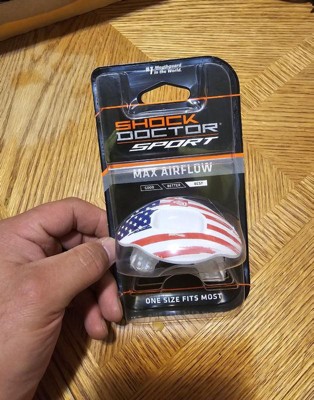 #1 Mouthguard
in the World
SHOCK
DOCTOR
SPORT
MAX AIRFLOW
GOOD BETTER BEST
ONE SIZE FITS MOST